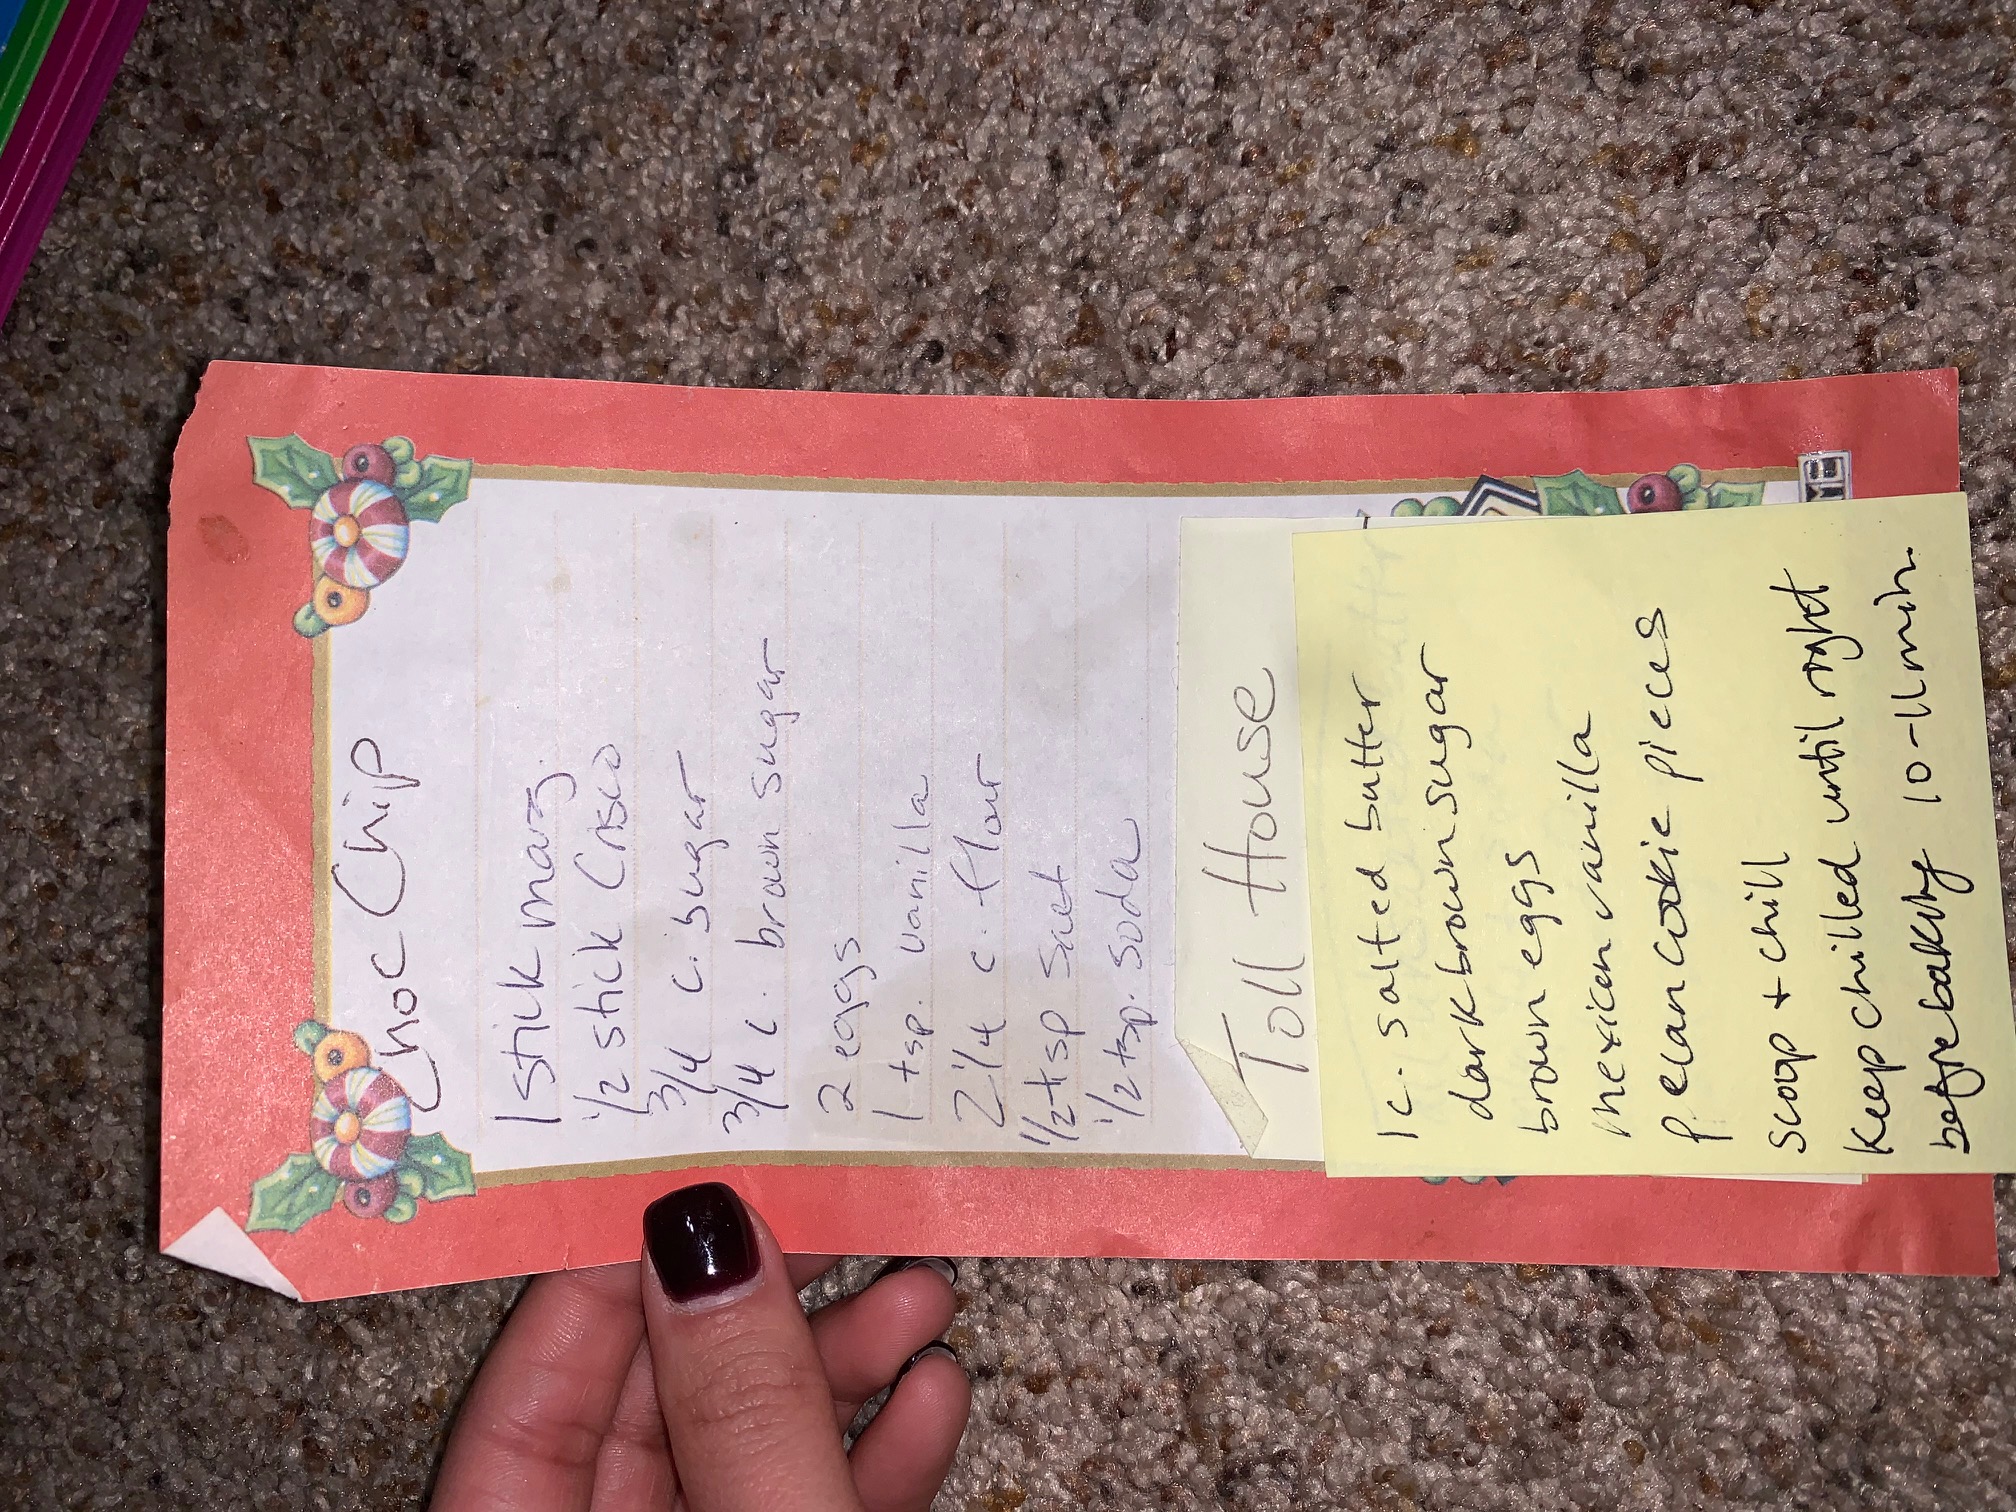 Choc Chip
1 stick marg.
1/2 stick Crisco
3/4 c. sugar
3/4 c. brown sugar
2 eggs
1 tsp. vanilla
2 1/4 c. flour
1/2 tsp salt
1/2 tsp. soda
Toll House
1 c. salted butter
dark brown sugar
brown eggs
mexican vanilla
pecan cookie pieces
scoop + chill
Keep chilled until right
before baking 10-11 min.
ME